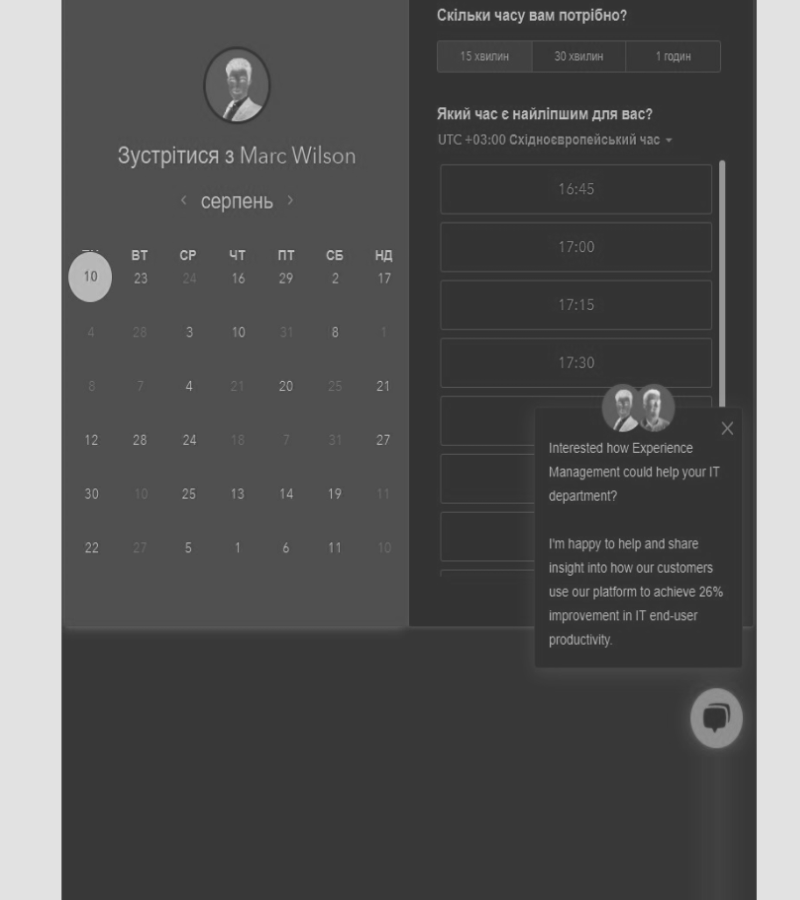 Зустрітися з Marc Wilson
серпень
ВТ СР ЧТ ПТ СБ НД
10 23 24 16 29 2 17
4 28 3 10 31 8 1
8 7 4 21 20 25 21
12 28 24 18 7 31 27
30 10 25 13 14 19 11
22 27 5 1 6 11 10
Скільки часу вам потрібно?
15 хвилин 30 хвилин 1 годин
Який час є найліпшим для вас?
UTC +03:00 Східноєвропейський час
16:45
17:00
17:15
17:30
Interested how Experience
Management could help your IT
department?
I'm happy to help and share
insight into how our customers
use our platform to achieve 26%
improvement in IT end-user
productivity.